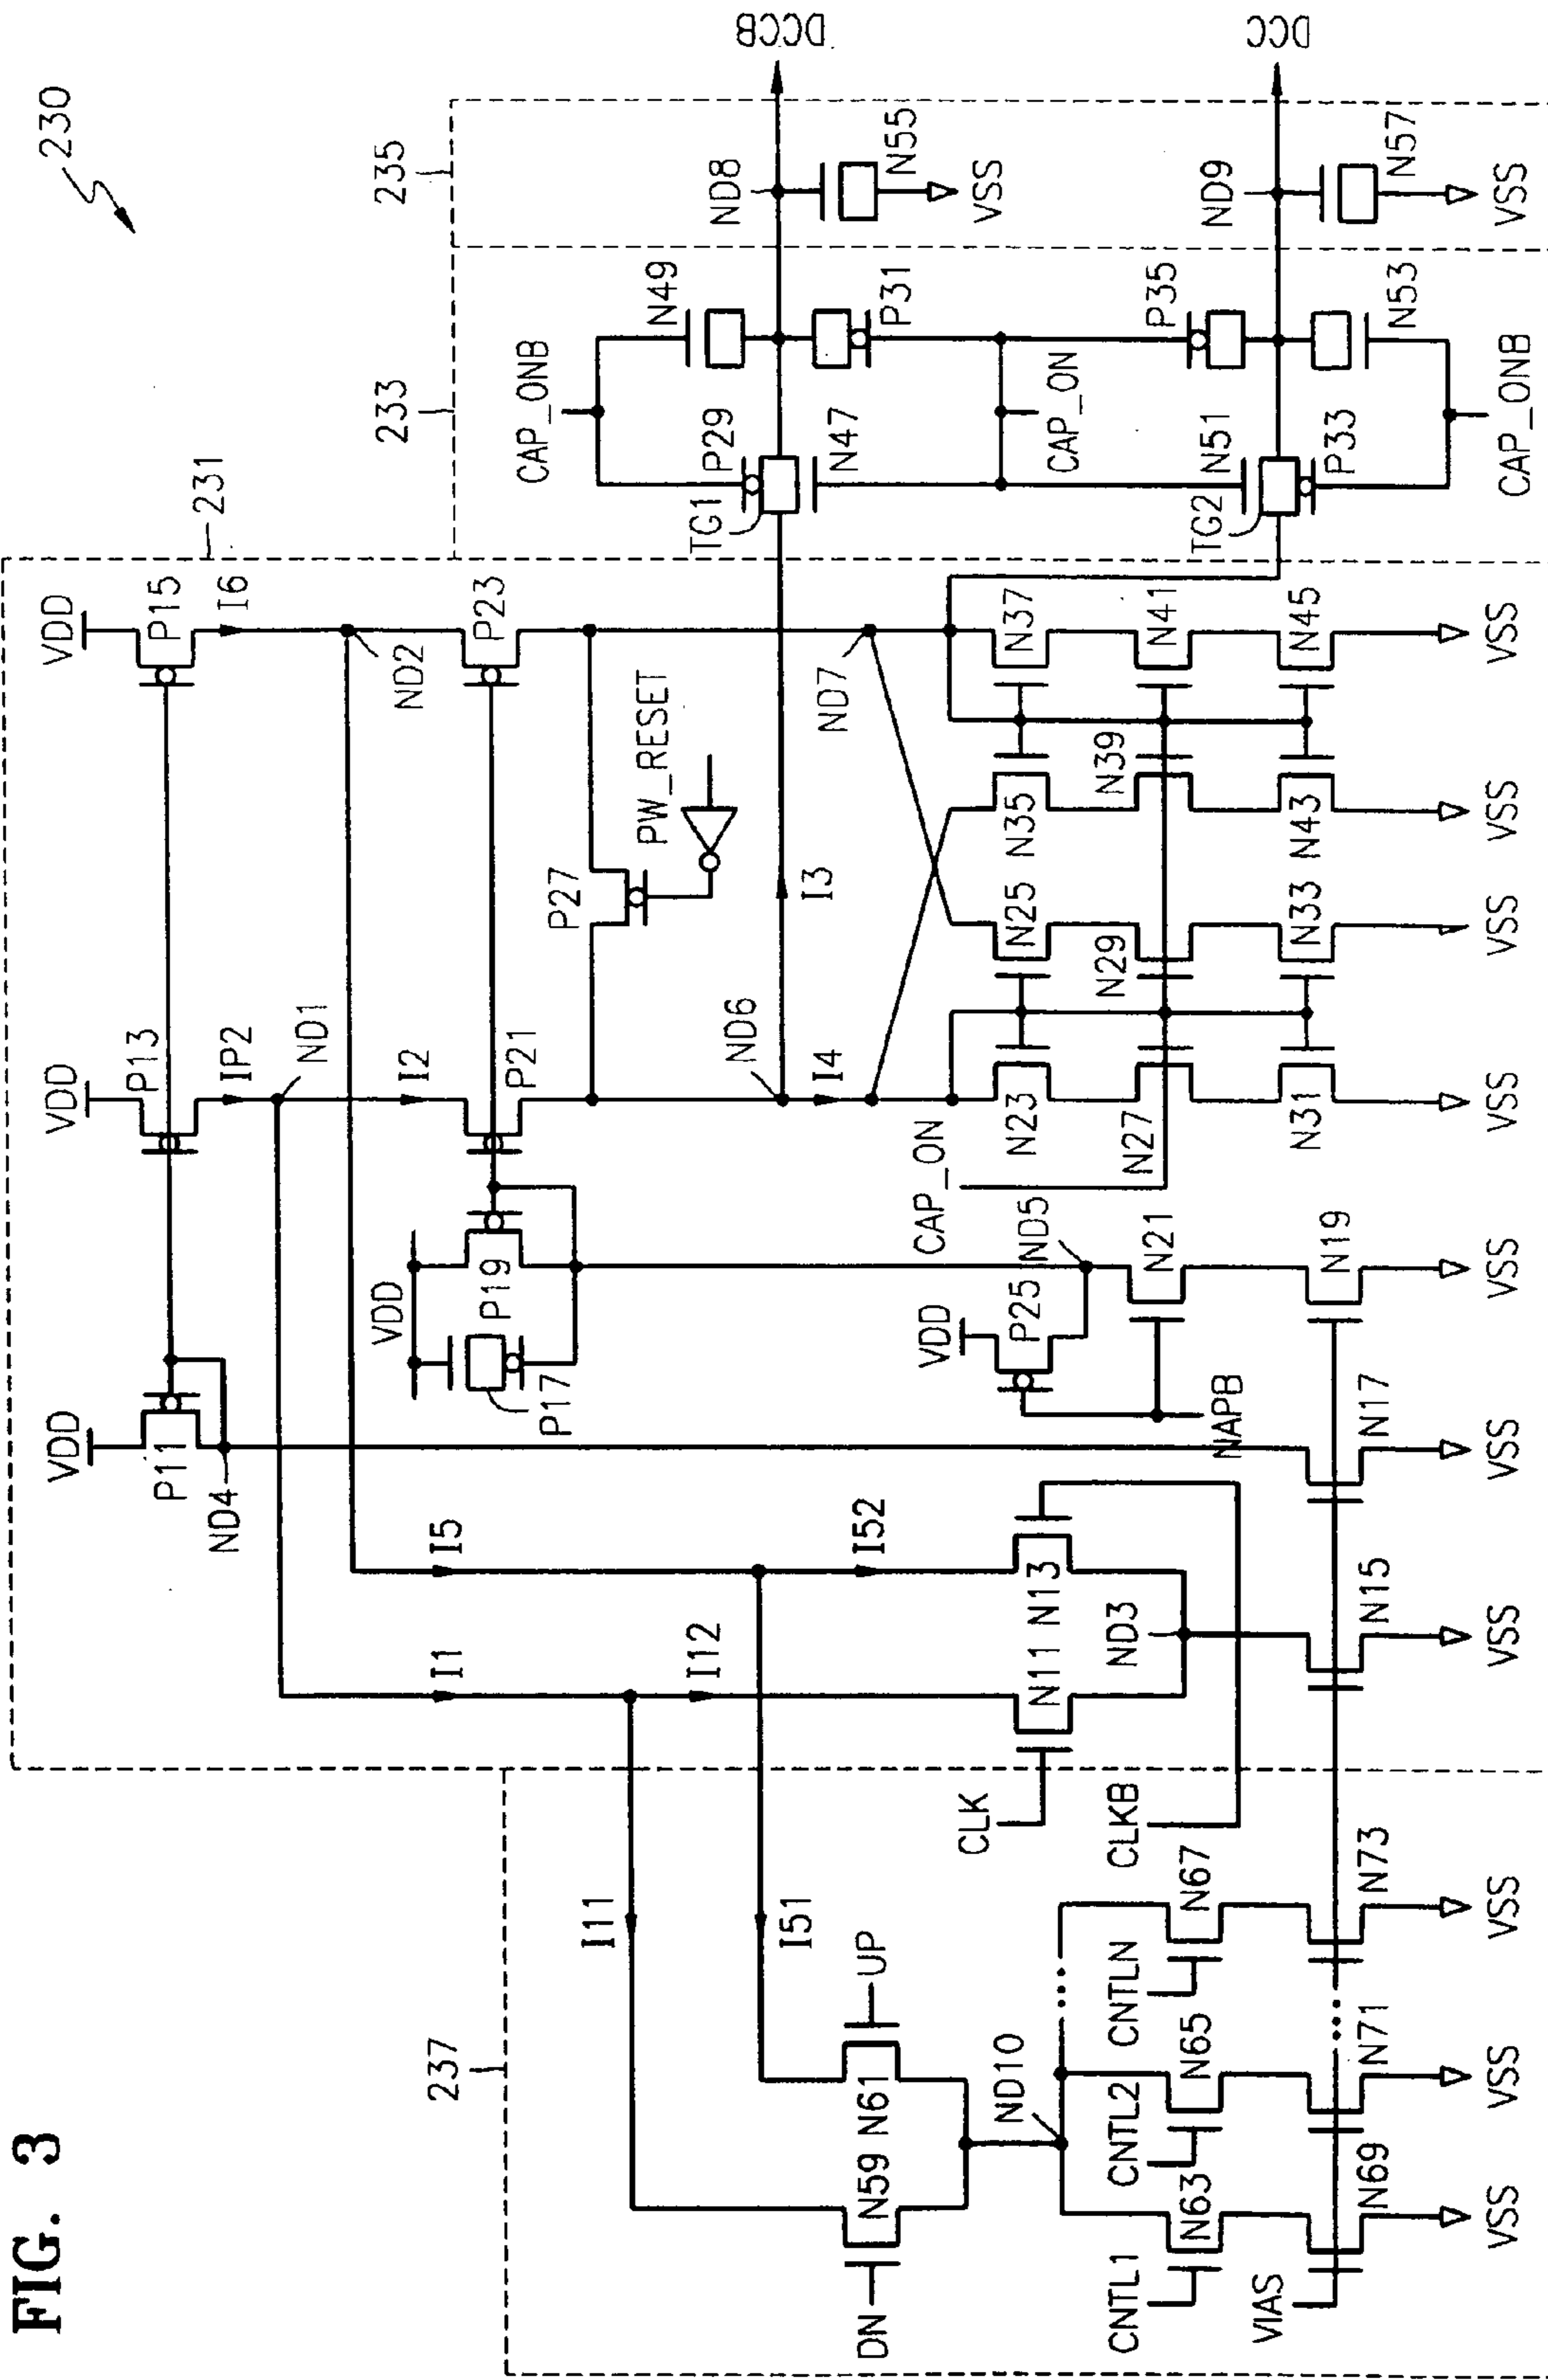 FIG. 3
230
231
233
235
237
VDD
P11
ND4
VDD
P13
IP2
ND1
I2
P21
VDD
P15
I6
ND2
P23
VDD
P19
P17
P27
PW_RESET
I5
I1
I52
I12
I11
I51
DN
N59
N61
UP
ND10
CNTL1
N63
CNTL2
N65
CNTLN
N67
VIAS
N69
N71
N73
VSS
VSS
VSS
CLK
CLKB
N11
N13
ND3
N15
VSS
N17
VSS
VDD
P25
ND5
NAPB
N21
N19
VSS
ND6
I3
I4
ND7
CAP_ON
N23
N25
N35
N37
N27
N29
N39
N41
N31
N33
N43
N45
VSS
VSS
VSS
VSS
CAP_ONB
P29
N49
TG1
N47
P31
CAP_ON
N51
P35
TG2
P33
N53
CAP_ONB
ND8
N55
VSS
ND9
N57
VSS
DCCB
DCC